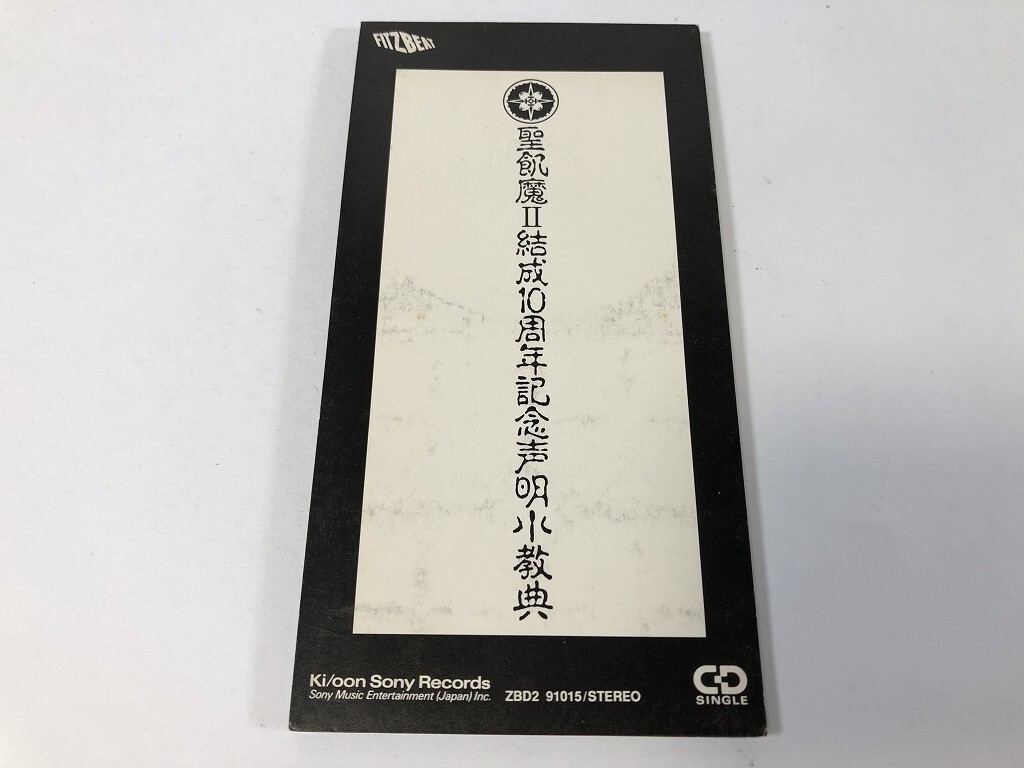 FITZBEAT
聖飢魔II結成10周年記念声明小教典
Ki/oon Sony Records
Sony Music Entertainment (Japan) Inc.
ZBD2 91015/STEREO
CD
SINGLE